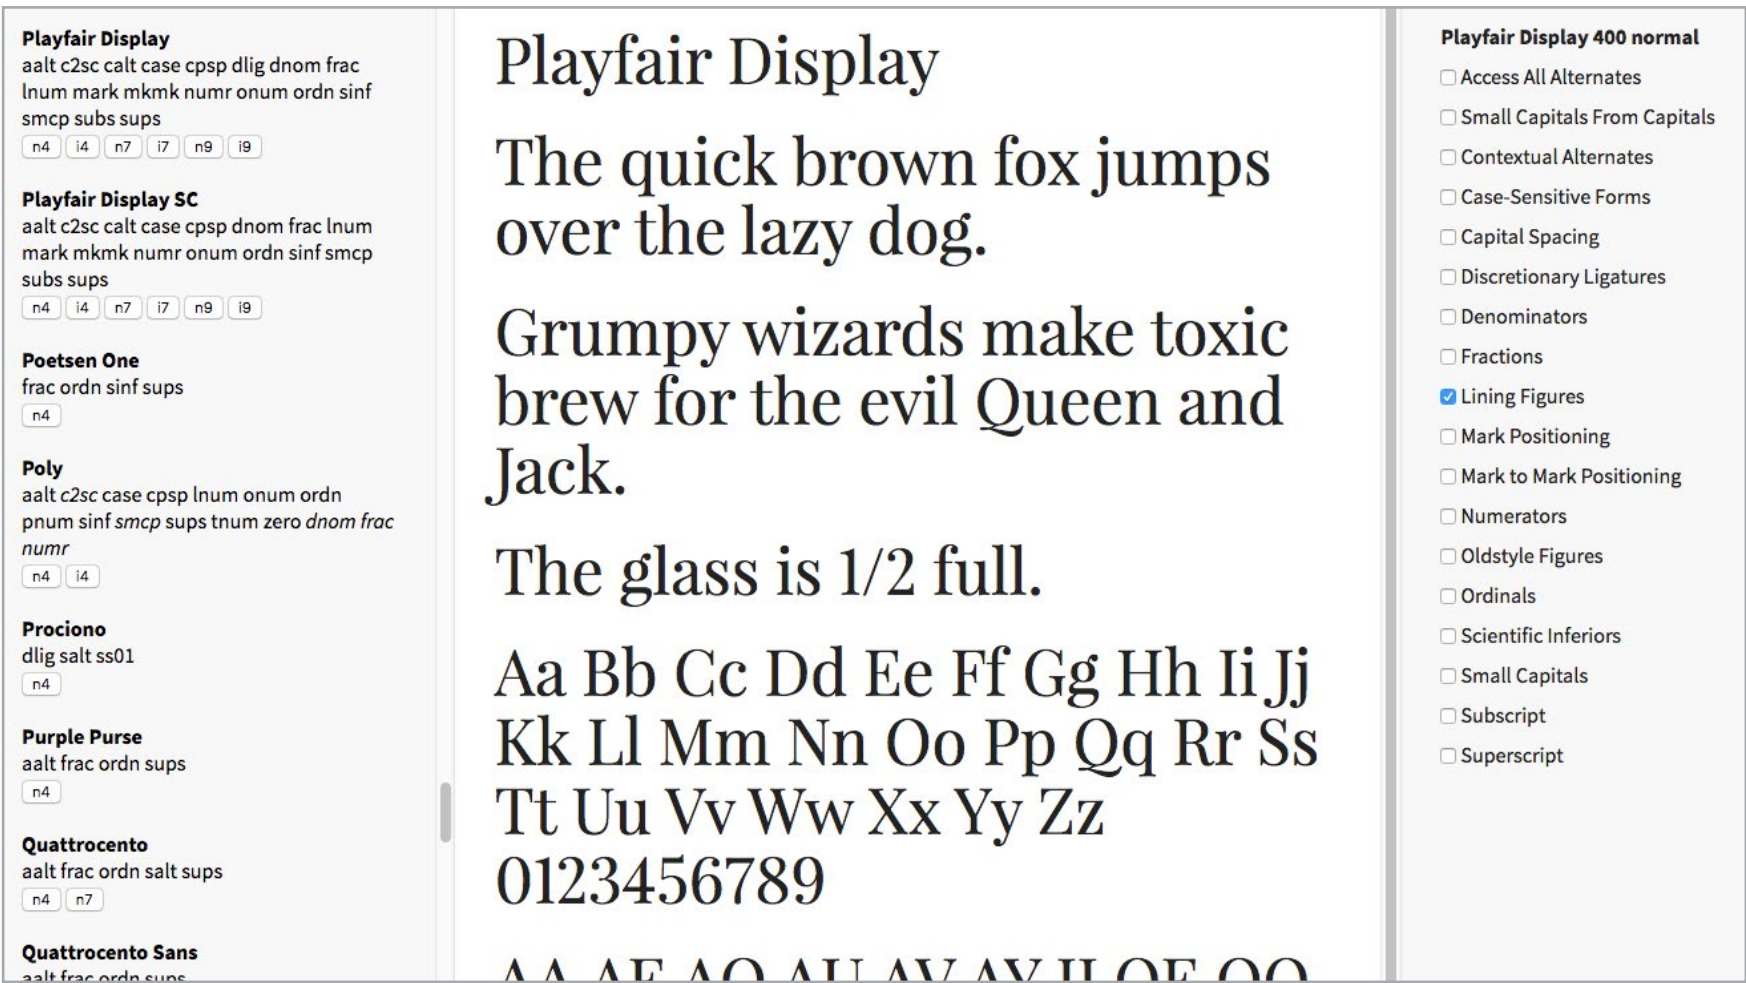 Playfair Display
aalt c2sc calt case cpsp dlig dnom frac
lnum mark mkmk numr onum ordn sinf
smcp subs sups
n4 i4 n7 i7 n9 i9
Playfair Display SC
aalt c2sc calt case cpsp dnom frac lnum
mark mkmk numr onum ordn sinf smcp
subs sups
n4 i4 n7 i7 n9 i9
Poetsen One
frac ordn sinf sups
n4
Poly
aalt c2sc case cpsp lnum onum ordn
pnum sinf smcp sups tnum zero dnom frac
numr
n4 i4
Prociono
dlig salt ss01
n4
Purple Purse
aalt frac ordn sups
n4
Quattrocento
aalt frac ordn salt sups
n4 n7
Quattrocento Sans
aalt frac ordn sups
Playfair Display
The quick brown fox jumps
over the lazy dog.
Grumpy wizards make toxic
brew for the evil Queen and
Jack.
The glass is 1/2 full.
Aa Bb Cc Dd Ee Ff Gg Hh Ii Jj
Kk Ll Mm Nn Oo Pp Qq Rr Ss
Tt Uu Vv Ww Xx Yy Zz
0123456789
Playfair Display 400 normal
Access All Alternates
Small Capitals From Capitals
Contextual Alternates
Case-Sensitive Forms
Capital Spacing
Discretionary Ligatures
Denominators
Fractions
Lining Figures
Mark Positioning
Mark to Mark Positioning
Numerators
Oldstyle Figures
Ordinals
Scientific Inferiors
Small Capitals
Subscript
Superscript